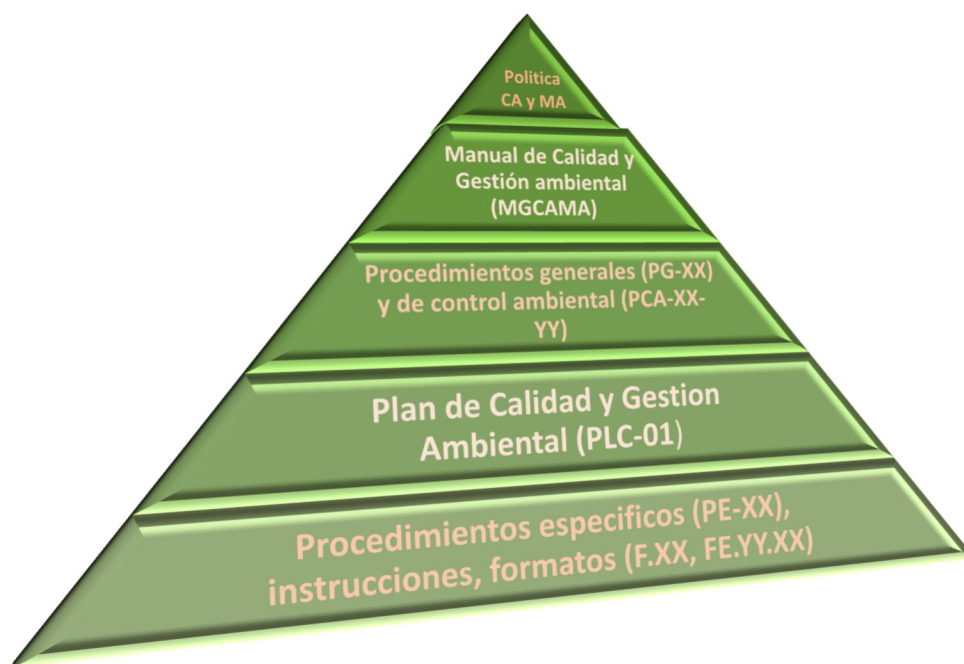 Politica
CA y MA
Manual de Calidad y
Gestión ambiental
(MGCAMA)
Procedimientos generales (PG-XX)
y de control ambiental (PCA-XX-
YY)
Plan de Calidad y Gestion
Ambiental (PLC-01)
Procedimientos especificos (PE-XX),
instrucciones, formatos (F.XX, FE.YY.XX)